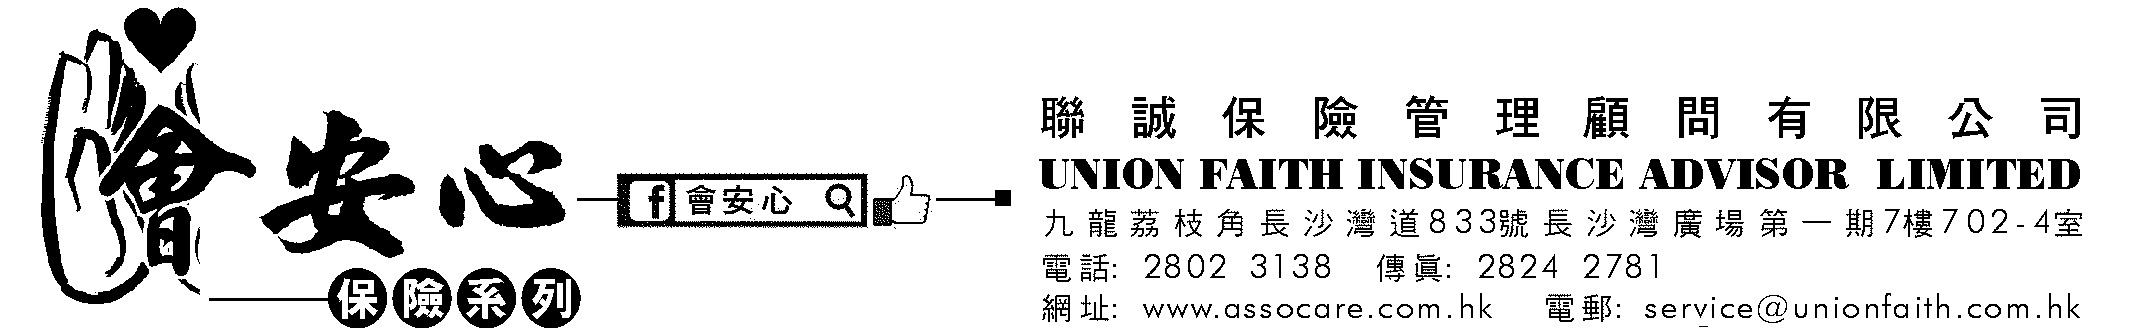 會安心
保險系列
f 會安心
聯誠保險管理顧問有限公司
UNION FAITH INSURANCE ADVISOR LIMITED
九龍荔枝角長沙灣道833號長沙灣廣場第一期7樓702-4室
電話: 2802 3138 傳真: 2824 2781
網址: www.assocare.com.hk 電郵: service@unionfaith.com.hk